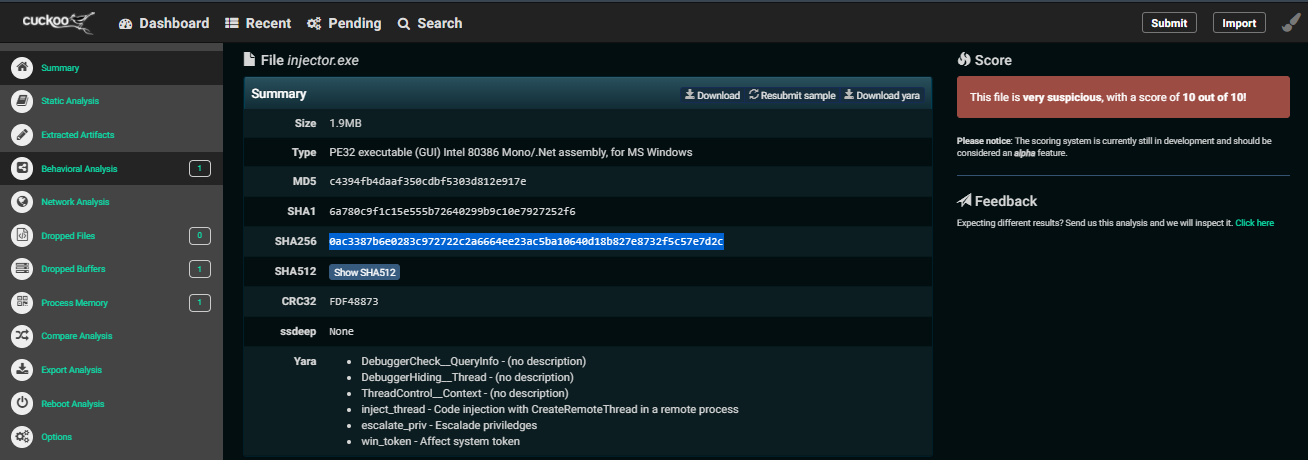 cuckoo Dashboard Recent Pending Search Submit Import
Summary
Static Analysis
Extracted Artifacts
Behavioral Analysis 1
Network Analysis
Dropped Files 0
Dropped Buffers 1
Process Memory 1
Compare Analysis
Export Analysis
Reboot Analysis
Options
File injector.exe
Summary Download Resubmit sample Download yara
Size 1.9MB
Type PE32 executable (GUI) Intel 80386 Mono/.Net assembly, for MS Windows
MD5 c4394fb4daaf350cdbf5303d812e917e
SHA1 6a780c9f1c15e555b72640299b9c10e7927252f6
SHA256 0ac3387b6e0283c972722c2a6664ee23ac5ba10640d18b827e8732f5c57e7d2c
SHA512 Show SHA512
CRC32 FDF48873
ssdeep None
Yara • DebuggerCheck__QueryInfo - (no description)
• DebuggerHiding__Thread - (no description)
• ThreadControl__Context - (no description)
• inject_thread - Code injection with CreateRemoteThread in a remote process
• escalate_priv - Escalade priviledges
• win_token - Affect system token
Score
This file is very suspicious, with a score of 10 out of 10!
Please notice: The scoring system is currently still in development and should be
considered an alpha feature.
Feedback
Expecting different results? Send us this analysis and we will inspect it. Click here